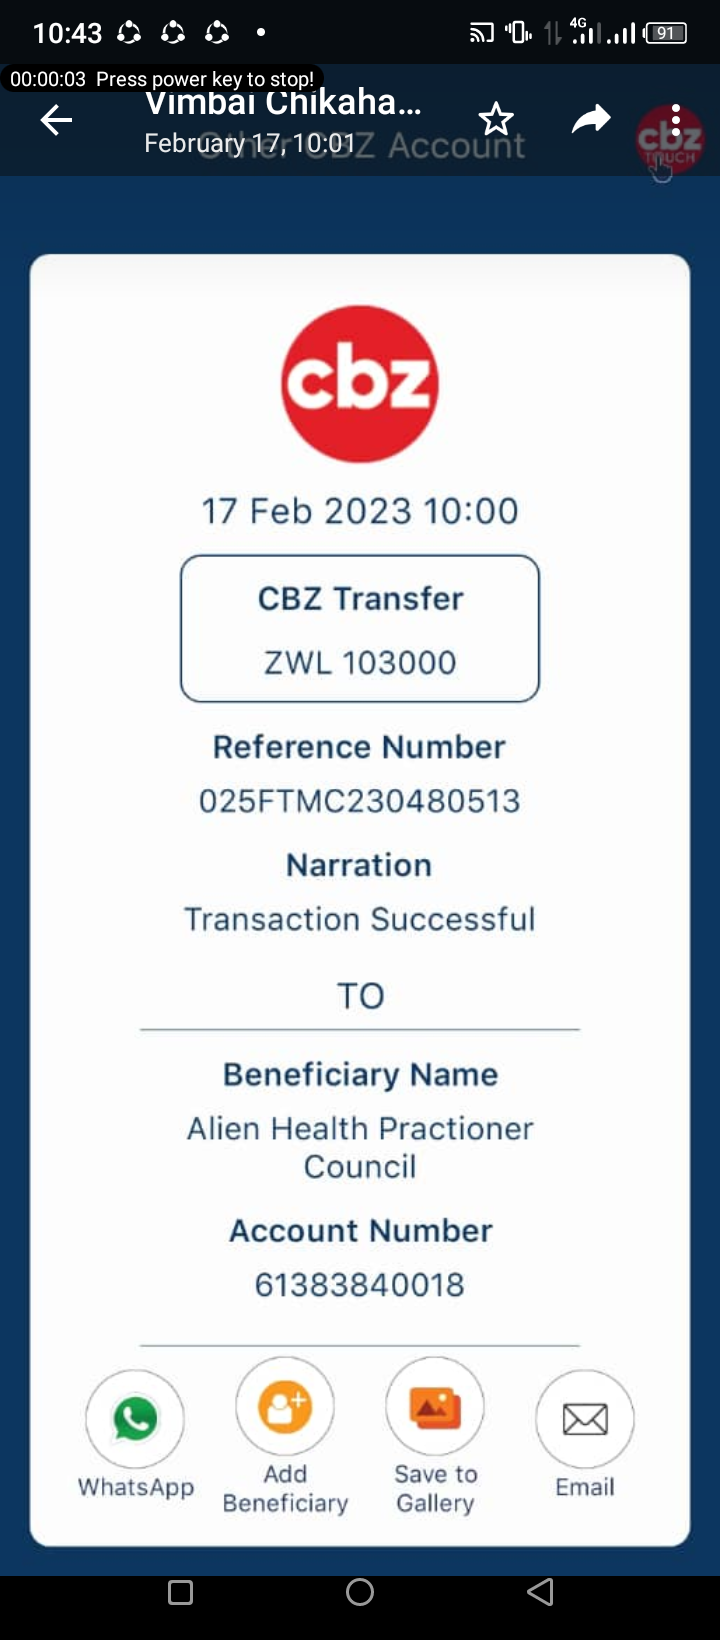 10:43
4G
91
00:00:03 Press power key to stop!
Vimbai Chikaha...
February 17, 10:01
Other CBZ Account
cbz
TOUCH
cbz
17 Feb 2023 10:00
CBZ Transfer
ZWL 103000
Reference Number
025FTMC230480513
Narration
Transaction Successful
TO
Beneficiary Name
Alien Health Practioner
Council
Account Number
61383840018
WhatsApp
Add
Beneficiary
Save to
Gallery
Email